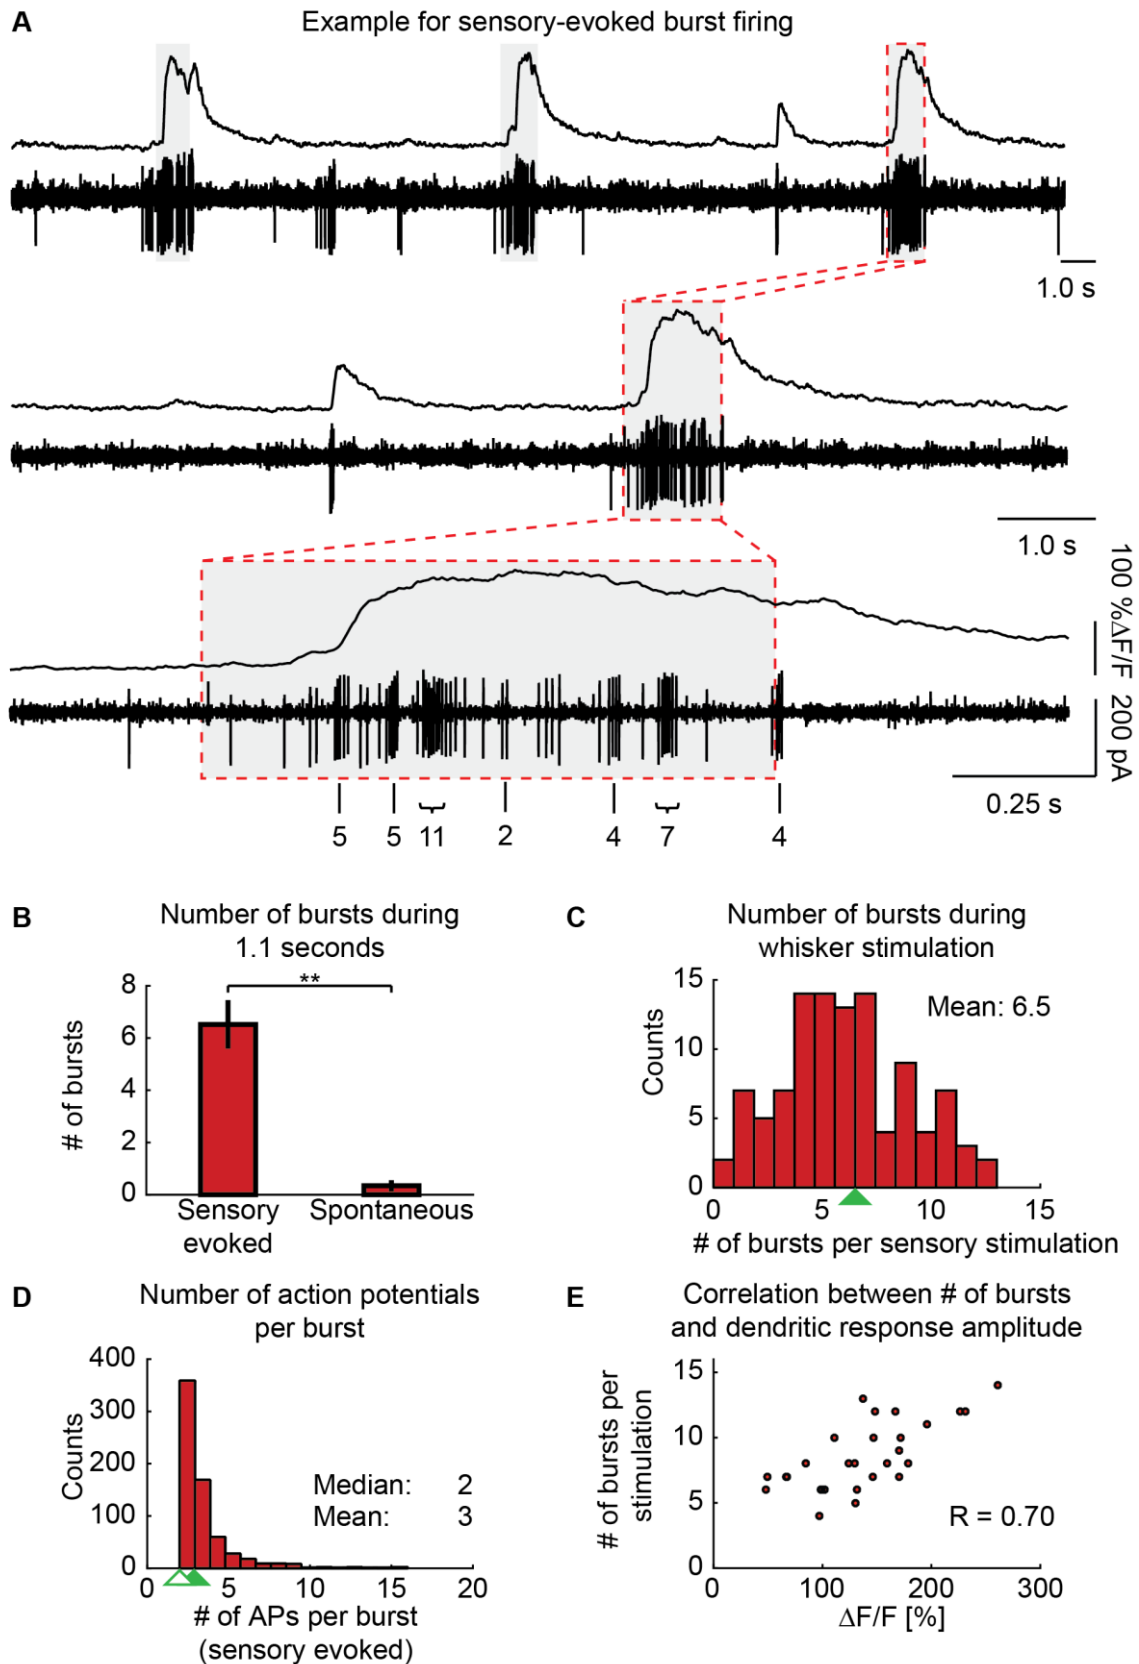 A
Example for sensory-evoked burst firing
1.0 s
1.0 s
100 %ΔF/F
200 pA
0.25 s
5 5 11 2 4 7 4
B
Number of bursts during
1.1 seconds
**
# of bursts
8
6
4
2
0
Sensory
evoked
Spontaneous
C
Number of bursts during
whisker stimulation
Mean: 6.5
Counts
15
10
5
0
0 5 10 15
# of bursts per sensory stimulation
D
Number of action potentials
per burst
Counts
400
300
200
100
0
Median: 2
Mean: 3
0 5 10 15 20
# of APs per burst
(sensory evoked)
E
Correlation between # of bursts
and dendritic response amplitude
# of bursts per
stimulation
15
10
5
0
R = 0.70
0 100 200 300
ΔF/F [%]